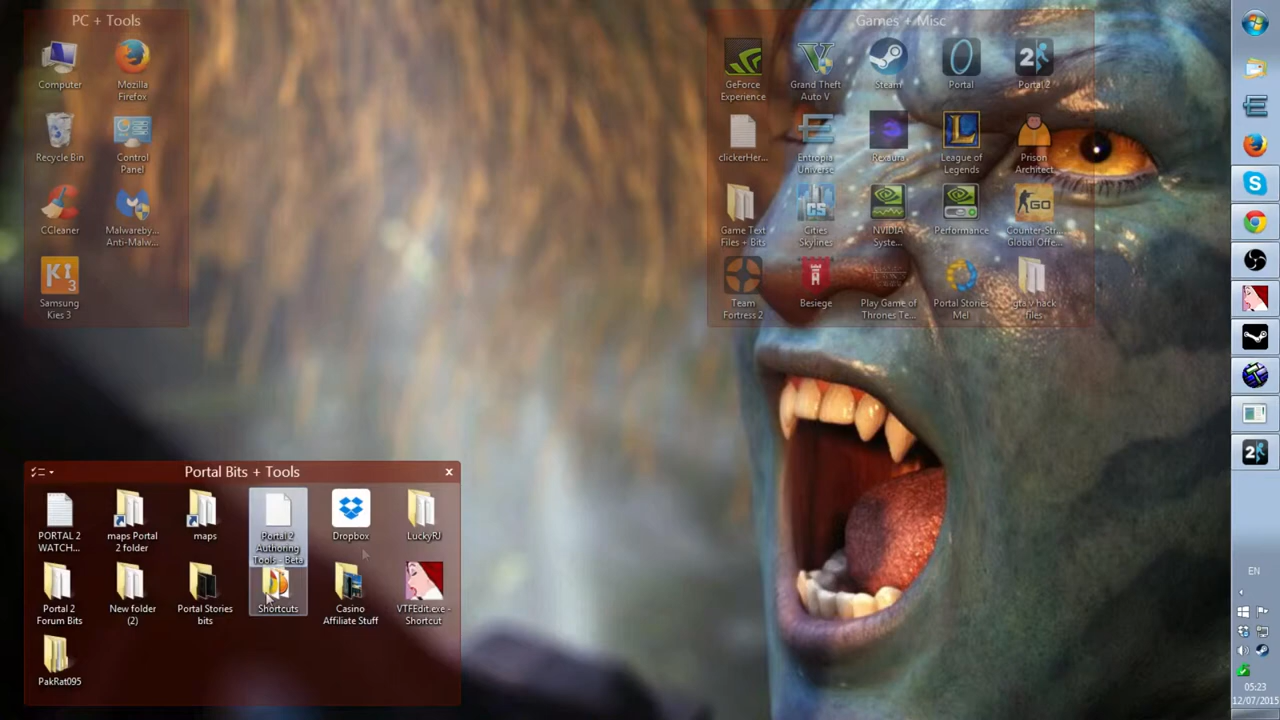 PC + Tools
Computer
Mozilla
Firefox
Recycle Bin
Control
Panel
CCleaner
Malwareby...
Anti-Malw...
Samsung
Kies 3
Games + Misc
GeForce
Experience
Grand Theft
Auto V
Steam
Portal
Portal 2
clickerHer...
Entropia
Universe
Rexaura
League of
Legends
Prison
Architect
Game Text
Files + Bits
Cities
Skylines
NVIDIA
Syste...
Performance
Counter-Str...
Global Offe...
Team
Fortress 2
Besiege
Play Game of
Thrones Te...
Portal Stories
Mel
gta v hack
files
Portal Bits + Tools
PORTAL 2
WATCH...
maps Portal
2 folder
maps
Portal 2
Authoring
Tools - Beta
Dropbox
LuckyRJ
Portal 2
Forum Bits
New folder
(2)
Portal Stories
bits
Shortcuts
Casino
Affiliate Stuff
VTFEdit.exe -
Shortcut
PakRat095
EN
05:23
12/07/2015